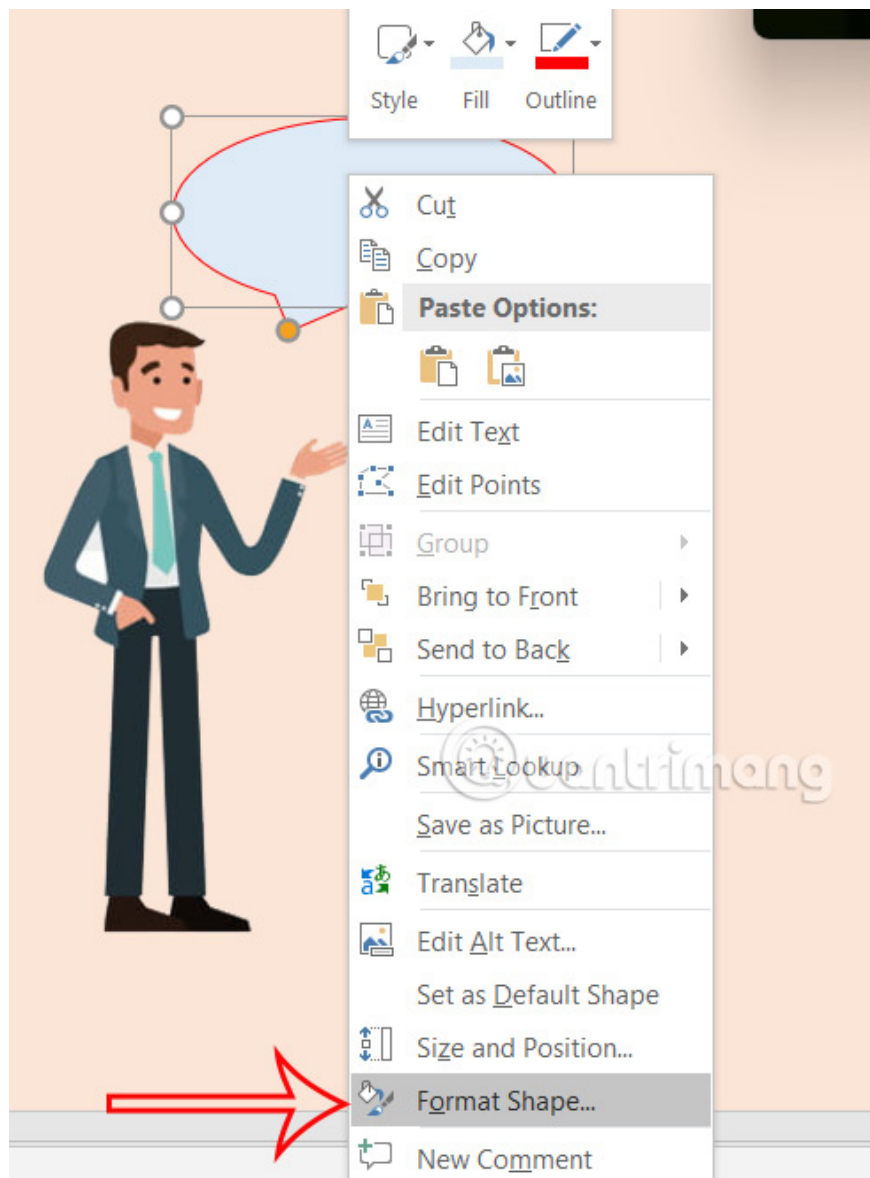 Style Fill Outline
Cut
Copy
Paste Options:
Edit Text
Edit Points
Group
Bring to Front
Send to Back
Hyperlink...
Smart Lookup
uantrimang
Save as Picture...
Translate
Edit Alt Text...
Set as Default Shape
Size and Position...
Format Shape...
New Comment